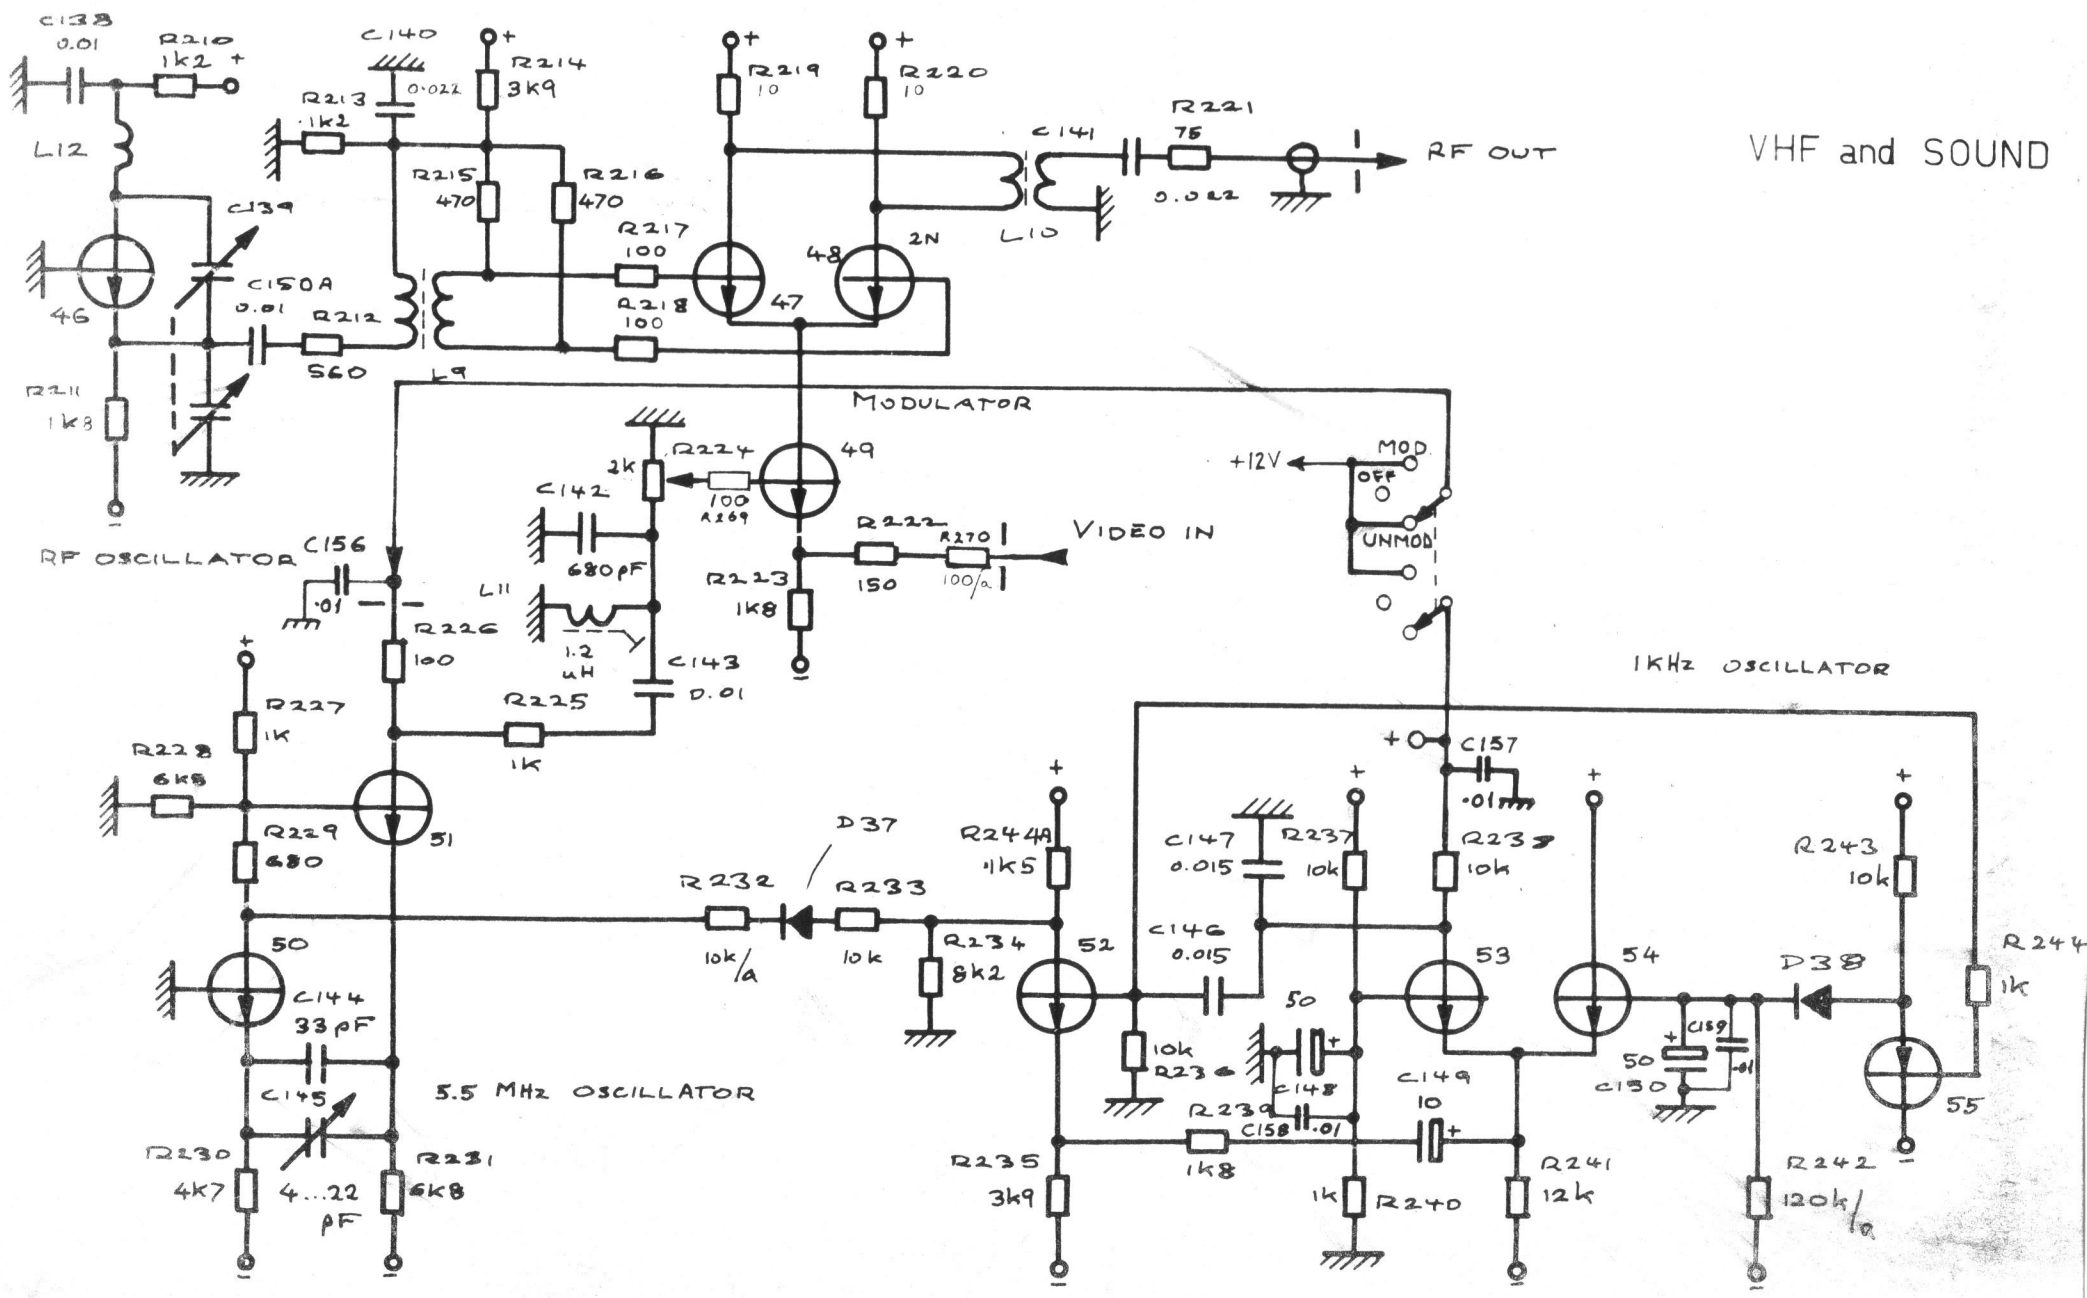 VHF and SOUND
C138
0.01
R210
1k2
+
L12
C139
46
R211
1k8
-
C150A
0.01
R212
560
L9
RF OSCILLATOR
C140
0.022
R213
1k2
R214
3K9
+
R215
470
R216
470
R217
100
R218
100
+
R219
10
+
R220
10
47
48
2N
L10
C141
0.022
R221
75
RF OUT
MODULATOR
49
R224
2K
100
R269
C142
680pF
L11
1.2
uH
C143
0.01
R225
1K
R222
150
R270
100/a
VIDEO IN
R223
1K8
-
+12V
MOD.
OFF
UNMOD
C156
.01
R226
100
+
R227
1K
R228
R229
680
51
50
C144
33pF
C145
4...22
pF
5.5 MHz OSCILLATOR
R230
4K7
-
R231
6K8
-
D37
R232
10k/a
R233
10k
R234
8k2
+
R244A
1K5
52
R235
3K9
-
10k
R236
C146
0.015
C147
0.015
1KHz OSCILLATOR
+
C157
.01
+
R237
10k
R238
10k
53
50
+
C148
C158
.01
R239
1K8
C149
10
+
1k
R240
R241
12k
-
+
54
+
50
C150
C159
.01
D38
+
R243
10k
R244
1K
55
-
R242
120k/a
-